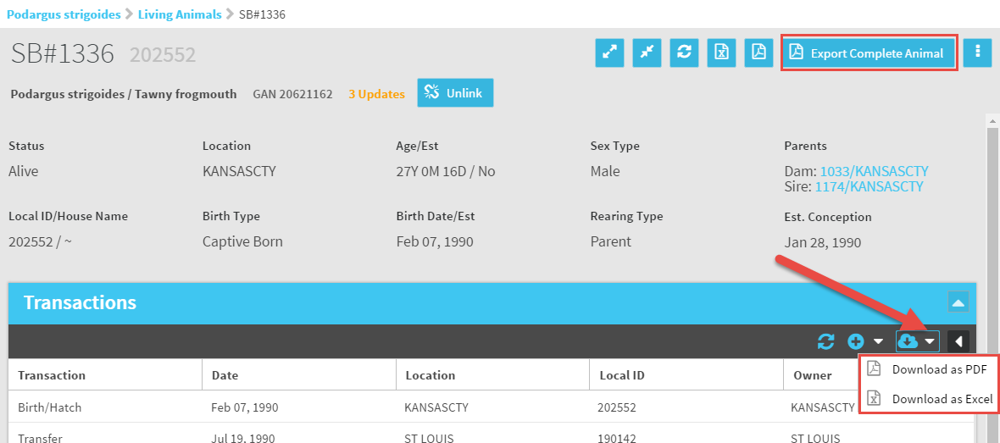 Podargus strigoides > Living Animals > SB#1336
SB#1336 202552
Export Complete Animal
Podargus strigoides / Tawny frogmouth GAN 20621162 3 Updates Unlink
Status Location Age/Est Sex Type Parents
Alive KANSASCTY 27Y 0M 16D / No Male Dam: 1033/KANSASCTY
Sire: 1174/KANSASCTY
Local ID/House Name Birth Type Birth Date/Est Rearing Type Est. Conception
202552 / ~ Captive Born Feb 07, 1990 Parent Jan 28, 1990
Transactions
Transaction Date Location Local ID Owner
Download as PDF
Download as Excel
Birth/Hatch Feb 07, 1990 KANSASCTY 202552 KANSASCTY
Transfer Jul 19, 1990 ST LOUIS 190142 ST LOUIS